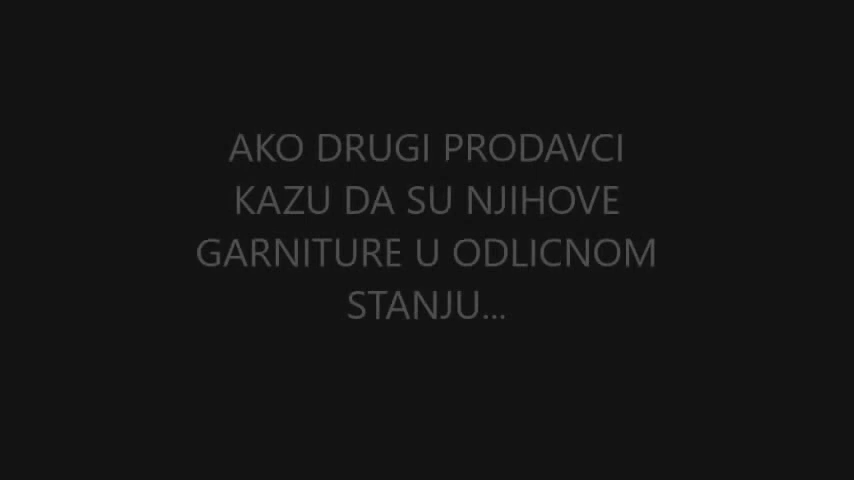 AKO DRUGI PRODAVCI
KAZU DA SU NJIHOVE
GARNITURE U ODLICNOM
STANJU...